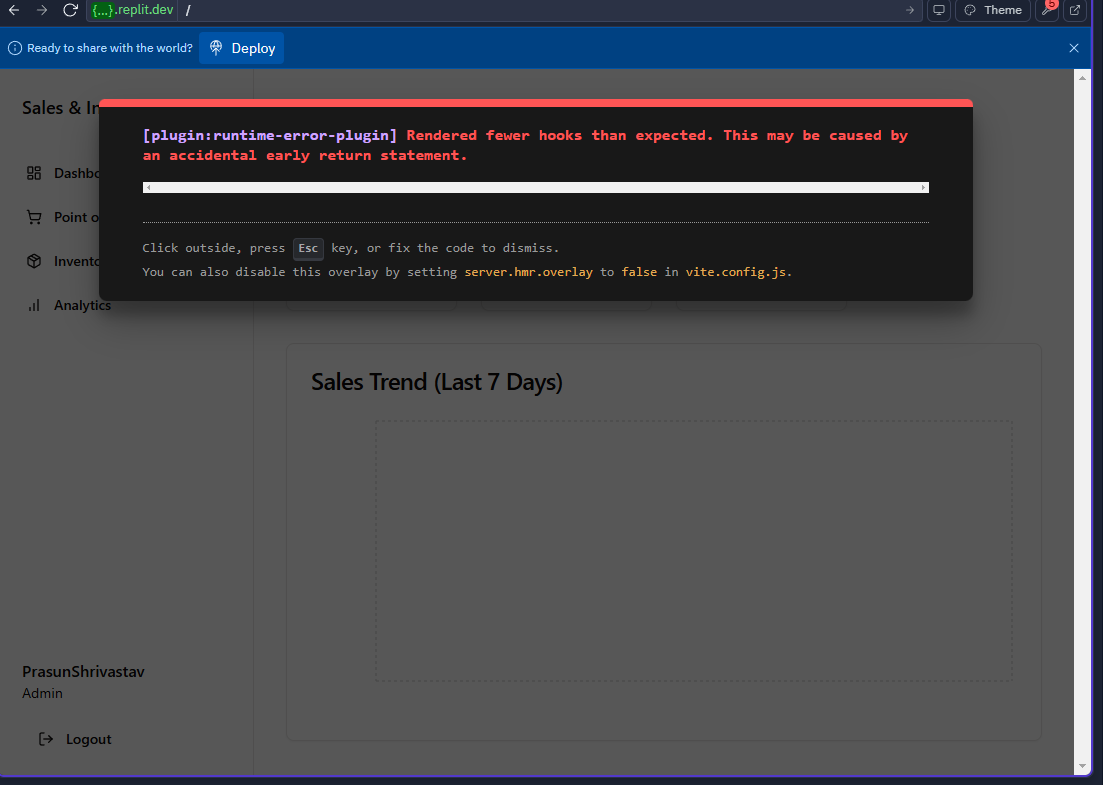 {...}.replit.dev /
Theme
5
Ready to share with the world?
Deploy
Sales & In
[plugin:runtime-error-plugin] Rendered fewer hooks than expected. This may be caused by
an accidental early return statement.
Click outside, press Esc key, or fix the code to dismiss.
You can also disable this overlay by setting server.hmr.overlay to false in vite.config.js.
Dashbo
Point o
Invento
Analytics
Sales Trend (Last 7 Days)
PrasunShrivastav
Admin
Logout